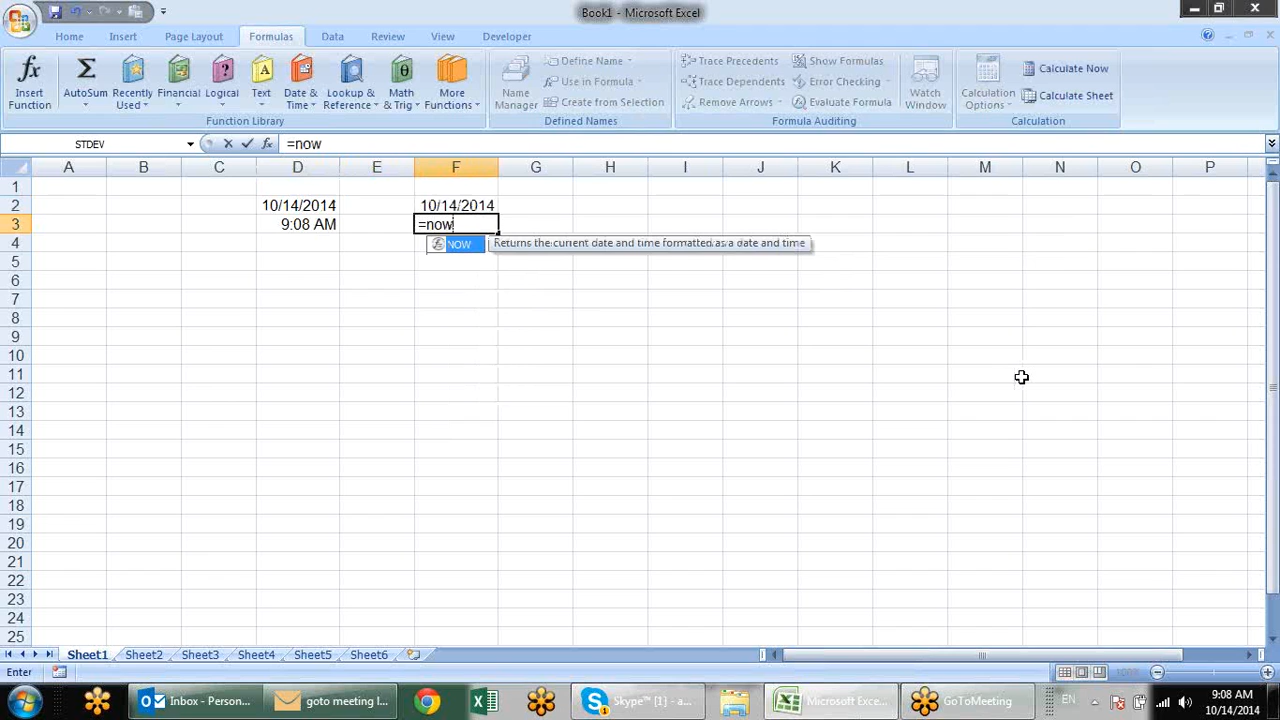 Book1 - Microsoft Excel
Home Insert Page Layout Formulas Data Review View Developer
Insert Function
AutoSum
Recently Used
Financial
Logical
Text
Date & Time
Lookup & Reference
Math & Trig
More Functions
Function Library
Name Manager
Define Name
Use in Formula
Create from Selection
Defined Names
Trace Precedents
Trace Dependents
Remove Arrows
Show Formulas
Error Checking
Evaluate Formula
Watch Window
Formula Auditing
Calculation Options
Calculate Now
Calculate Sheet
Calculation
STDEV fx =now
A B C D E F G H I J K L M N O P
1
2 10/14/2014 10/14/2014
3 9:08 AM =now
4 NOW Returns the current date and time formatted as a date and time
5
6
7
8
9
10
11
12
13
14
15
16
17
18
19
20
21
22
23
24
25
Sheet1 Sheet2 Sheet3 Sheet4 Sheet5 Sheet6
Enter
Inbox - Person... goto meeting l... Skype™ [1] - a... Microsoft Exce... GoToMeeting EN 9:08 AM
10/14/2014